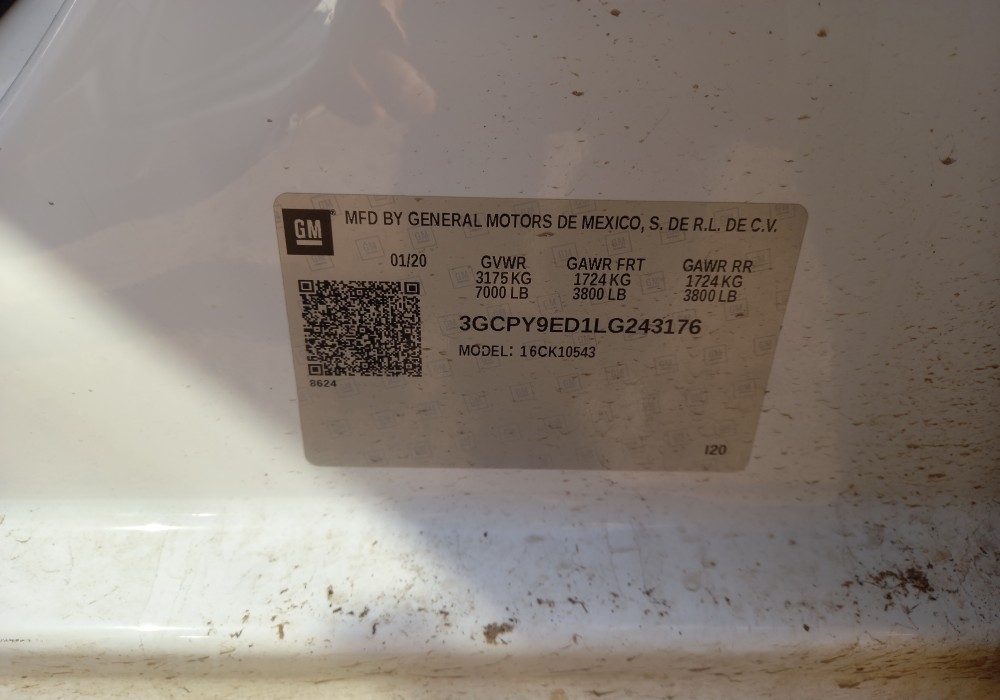 GM® MFD BY GENERAL MOTORS DE MEXICO, S. DE R.L. DE C.V.
01/20 GVWR GAWR FRT GAWR RR
3175 KG 1724 KG 1724 KG
7000 LB 3800 LB 3800 LB
3GCPY9ED1LG243176
MODEL: 16CK10543
8624
I20